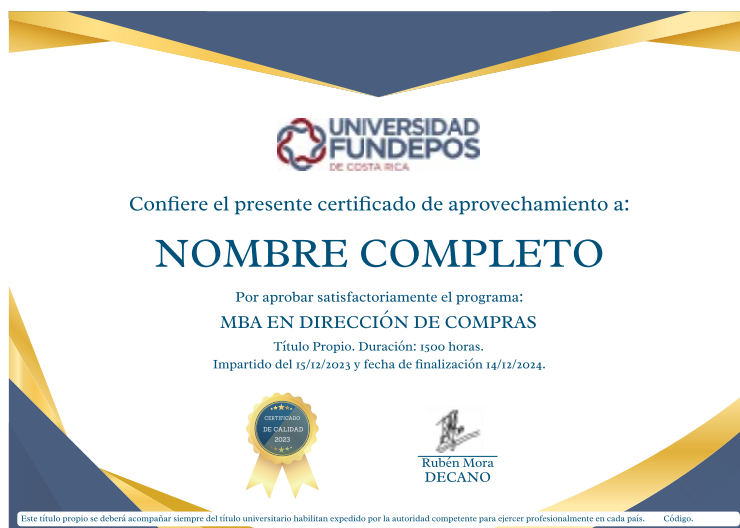 UNIVERSIDAD
FUNDEPOS
DE COSTA RICA
Confiere el presente certificado de aprovechamiento a:
NOMBRE COMPLETO
Por aprobar satisfactoriamente el programa:
MBA EN DIRECCIÓN DE COMPRAS
Título Propio. Duración: 1500 horas.
Impartido del 15/12/2023 y fecha de finalización 14/12/2024.
CERTIFICADO
DE CALIDAD
2023
Rubén Mora
DECANO
Este título propio se deberá acompañar siempre del título universitario habilitan expedido por la autoridad competente para ejercer profesionalmente en cada país. Código.